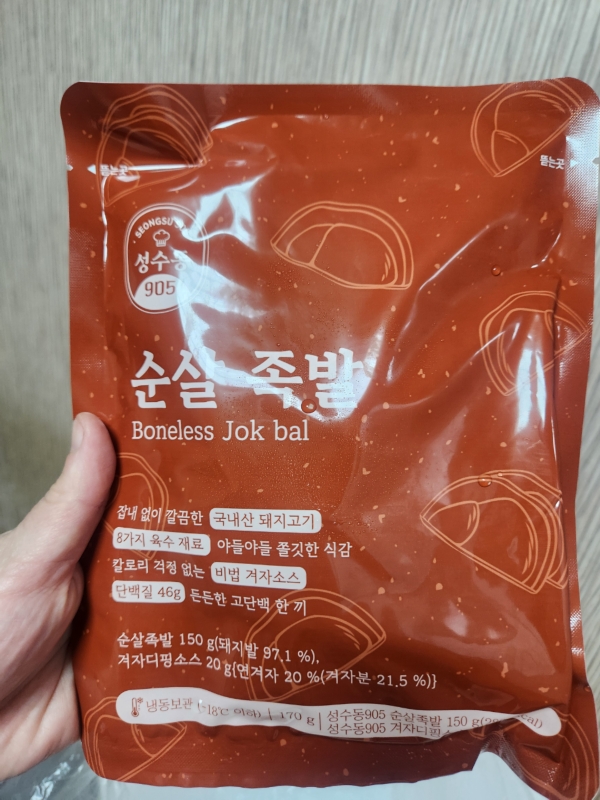 뜯는곳
뜯는곳
SEONGSU
성수동
905
순살 족발
Boneless Jok bal
잡내 없이 깔끔한 국내산 돼지고기
8가지 육수 재료 야들야들 쫄깃한 식감
칼로리 걱정 없는 비법 겨자소스
단백질 46g 든든한 고단백 한 끼
순살족발 150 g(돼지발 97.1 %),
겨자디핑소스 20 g{연겨자 20 %(겨자분 21.5 %)}
냉동보관 (-18℃ 이하) | 170 g | 성수동905 순살족발 150 g
성수동905 겨자디핑소스